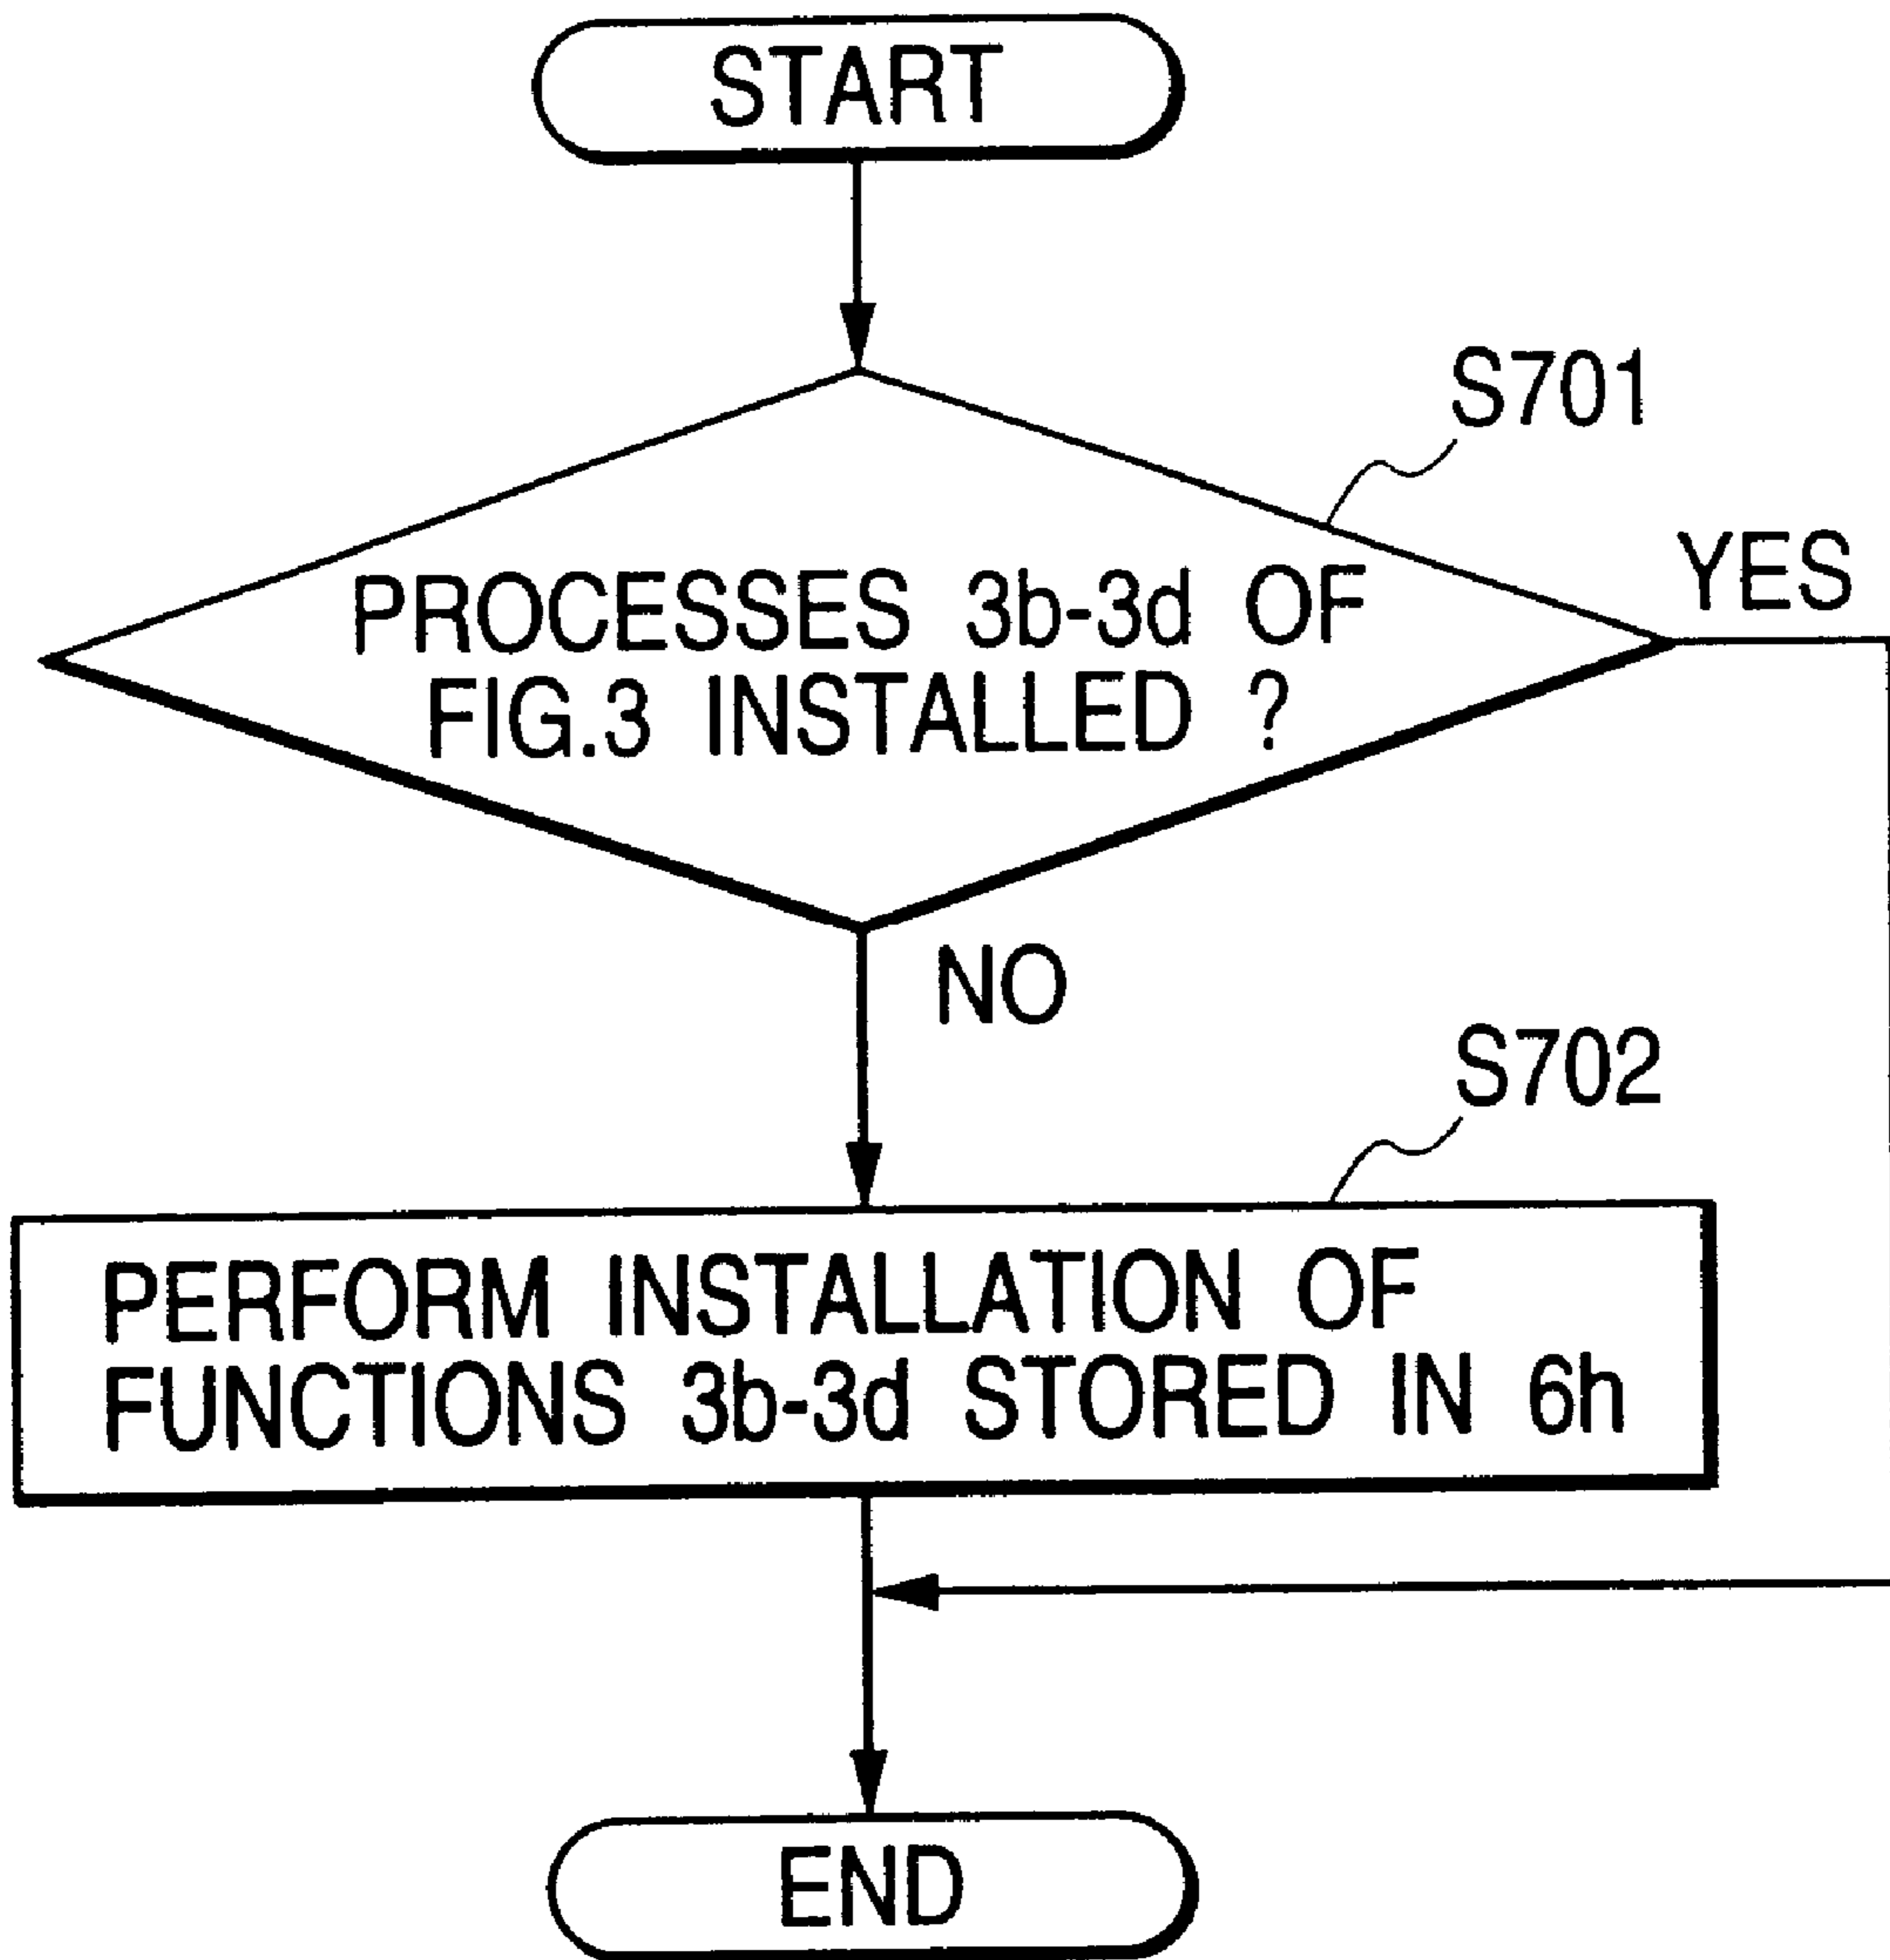 START
S701
PROCESSES 3b-3d OF
FIG.3 INSTALLED ?
YES
NO
S702
PERFORM INSTALLATION OF
FUNCTIONS 3b-3d STORED IN 6h
END